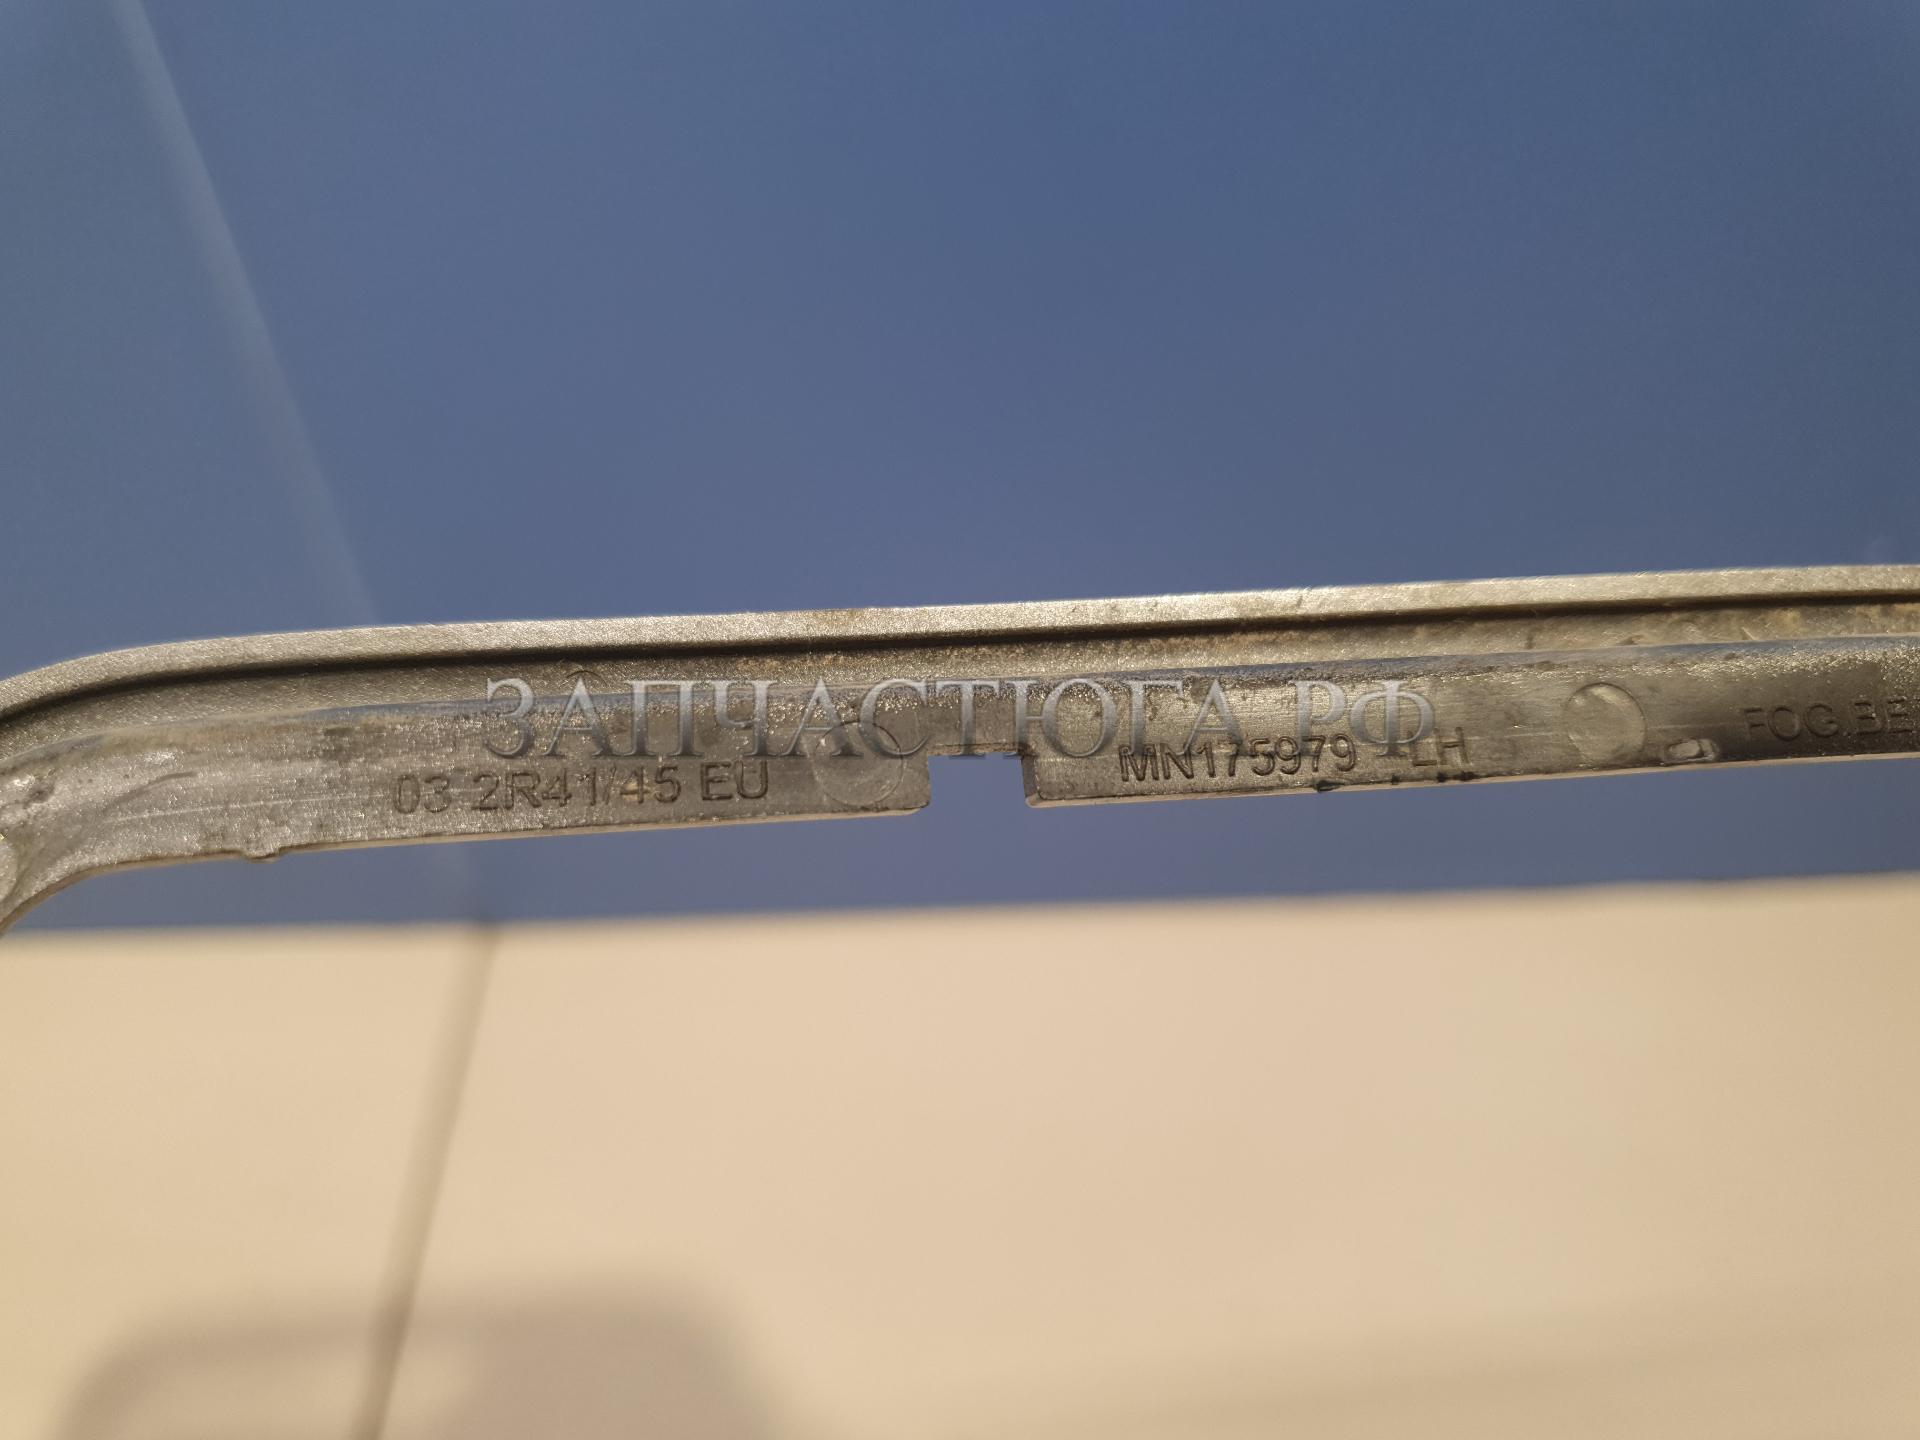 ЗАПЧАСТЮГА.РФ
03 2R41/45 EU
MN175979 LH
FOG.BE